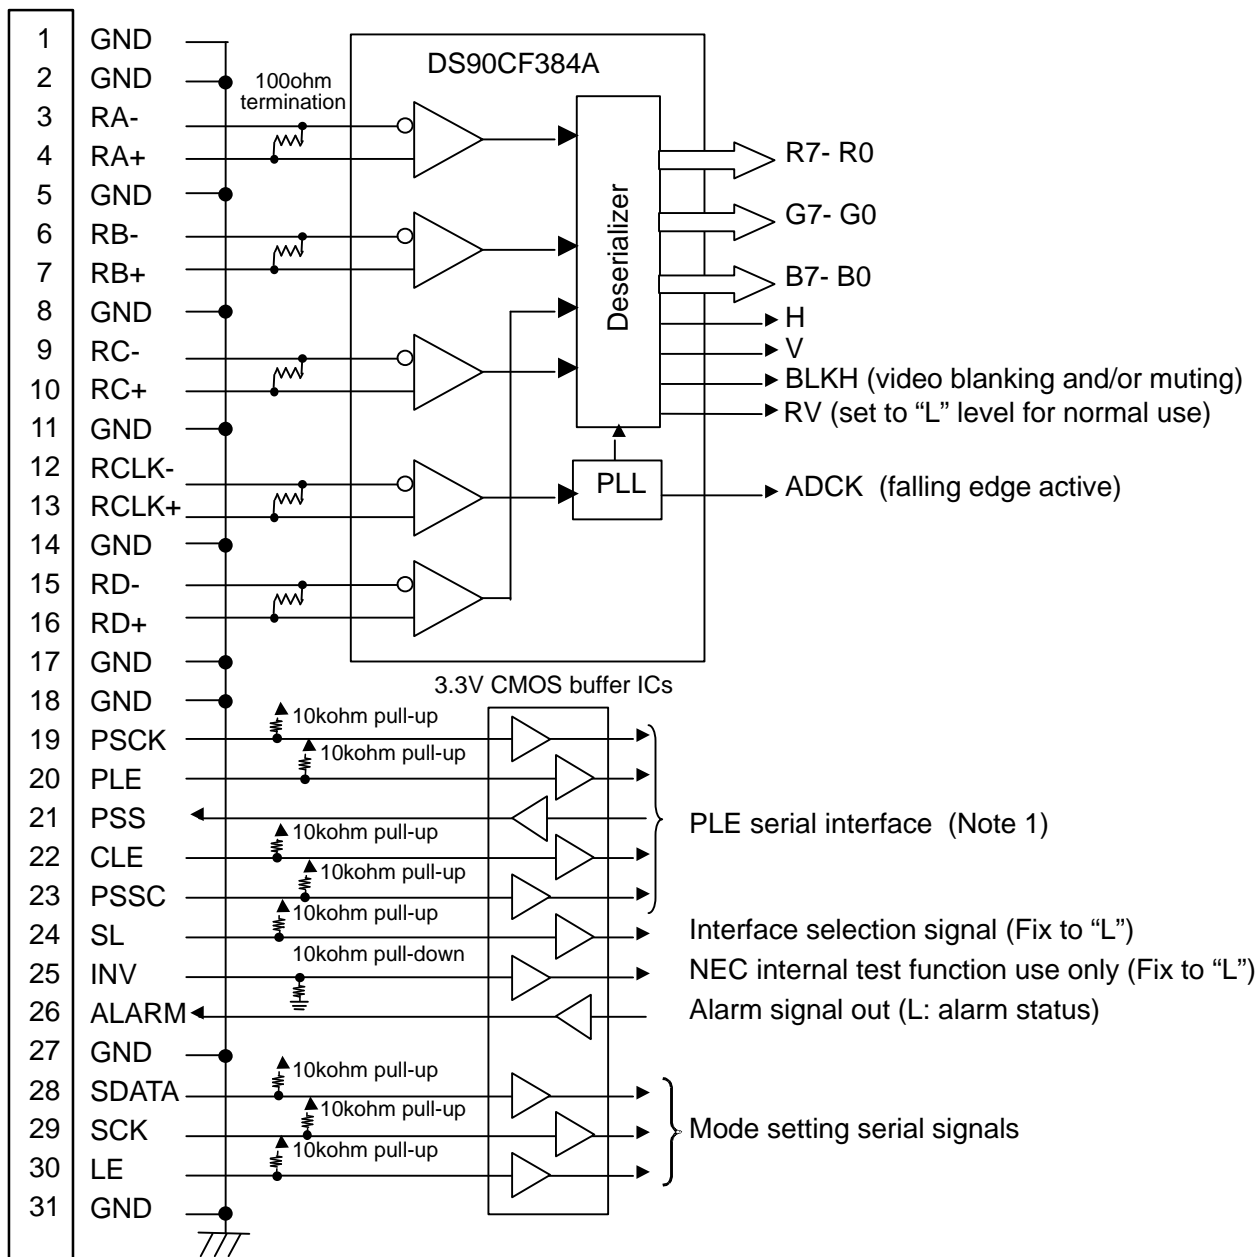 1 GND
2 GND
3 RA-
4 RA+
5 GND
6 RB-
7 RB+
8 GND
9 RC-
10 RC+
11 GND
12 RCLK-
13 RCLK+
14 GND
15 RD-
16 RD+
17 GND
18 GND
19 PSCK
20 PLE
21 PSS
22 CLE
23 PSSC
24 SL
25 INV
26 ALARM
27 GND
28 SDATA
29 SCK
30 LE
31 GND
100ohm
termination
DS90CF384A
Deserializer
PLL
R7- R0
G7- G0
B7- B0
H
V
BLKH (video blanking and/or muting)
RV (set to “L” level for normal use)
ADCK (falling edge active)
3.3V CMOS buffer ICs
10kohm pull-up
10kohm pull-up
10kohm pull-up
10kohm pull-up
10kohm pull-up
10kohm pull-down
10kohm pull-up
10kohm pull-up
10kohm pull-up
PLE serial interface (Note 1)
Interface selection signal (Fix to “L”)
NEC internal test function use only (Fix to “L”)
Alarm signal out (L: alarm status)
Mode setting serial signals